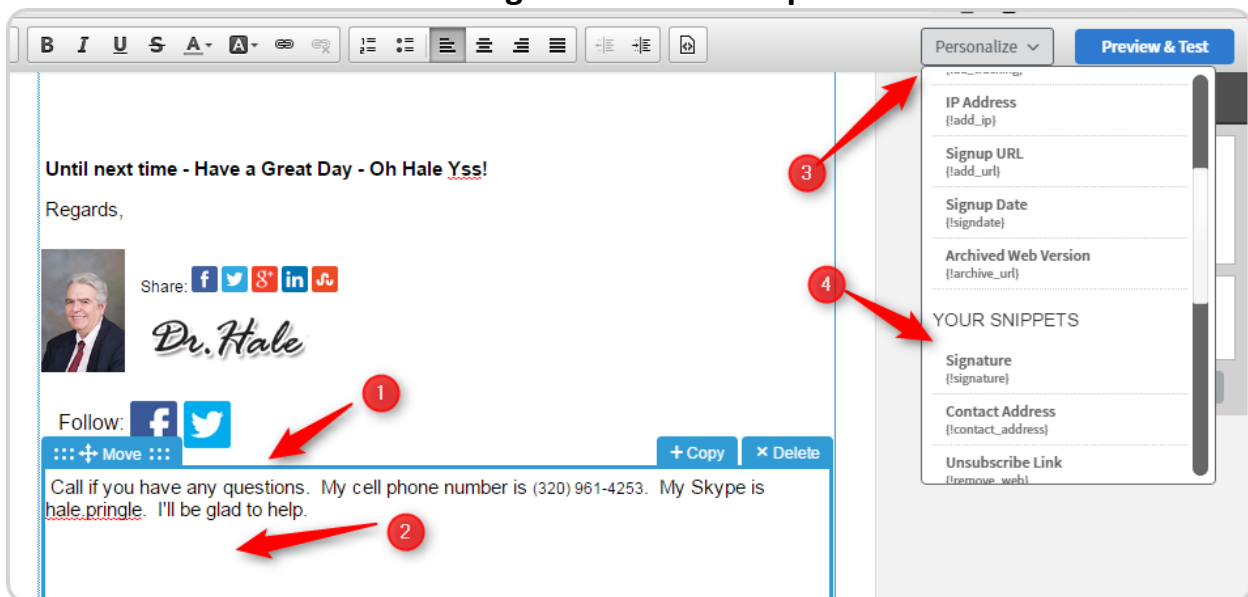 B I U S A A
Personalize
Preview & Test
IP Address
{!add_ip}
Signup URL
{!add_url}
Signup Date
{!signdate}
Archived Web Version
{!archive_url}
YOUR SNIPPETS
Signature
{!signature}
Contact Address
{!contact_address}
Unsubscribe Link
{!remove_web}
3
4
Until next time - Have a Great Day - Oh Hale Yss!
Regards,
Share: f 8+ in
Dr. Hale
1
Follow: f
Move
+ Copy
× Delete
Call if you have any questions. My cell phone number is (320) 961-4253. My Skype is
hale.pringle. I'll be glad to help.
2